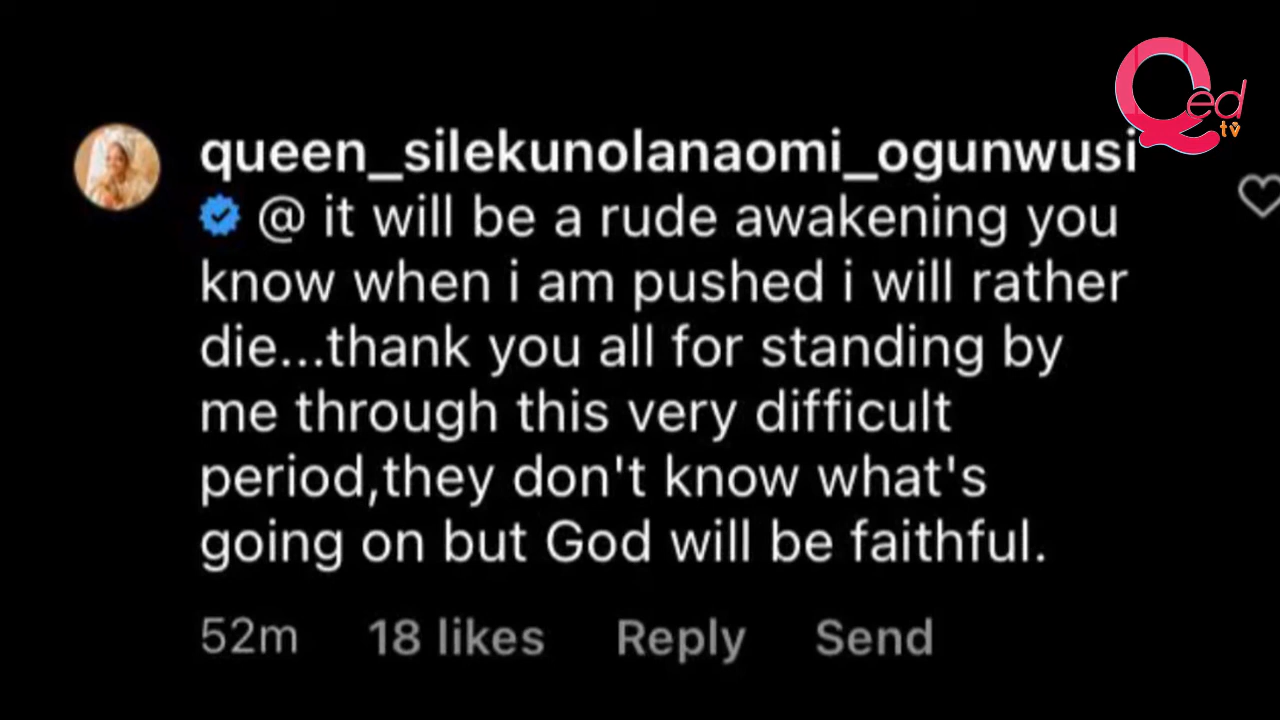 Qed
tv
queen_silekunolanaomi_ogunwusi
@ it will be a rude awakening you
know when i am pushed i will rather
die...thank you all for standing by
me through this very difficult
period,they don't know what's
going on but God will be faithful.
52m 18 likes Reply Send